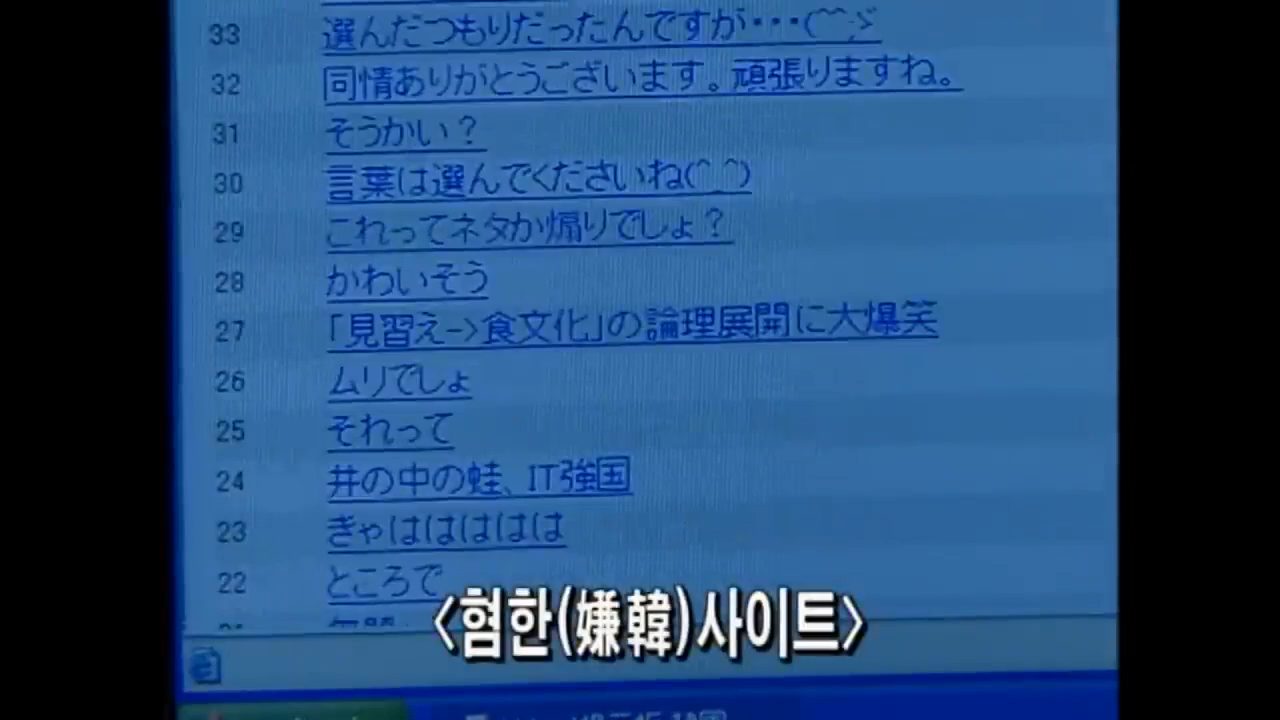 33 選んだつもりだったんですが・・・(^^;ゞ
32 同情ありがとうございます。頑張りますね。
31 そうかい？
30 言葉は選んでくださいね(^_^)
29 これってネタか煽りでしょ？
28 かわいそう
27 「見習え->食文化」の論理展開に大爆笑
26 ムリでしょ
25 それって
24 井の中の蛙、IT強国
23 ぎゃははははは
22 ところで
<혐한(嫌韓)사이트>